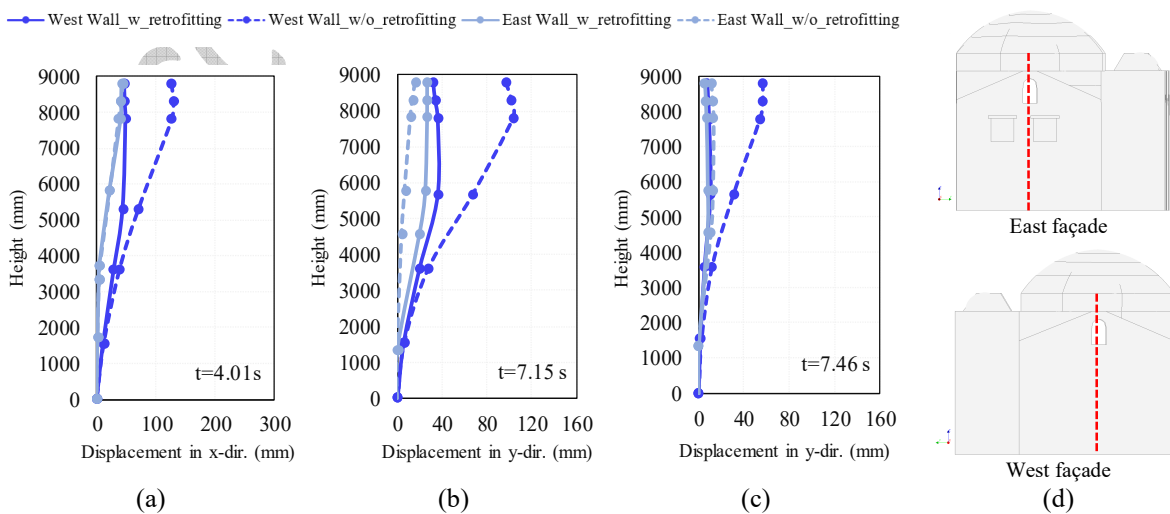 West Wall_w_retrofitting West Wall_w/o_retrofitting East Wall_w_retrofitting East Wall_w/o_retrofitting
Height (mm)
9000
8000
7000
6000
5000
4000
3000
2000
1000
0
t=4.01s
0 100 200 300
Displacement in x-dir. (mm)
(a)
Height (mm)
9000
8000
7000
6000
5000
4000
3000
2000
1000
0
t=7.15 s
0 40 80 120 160
Displacement in y-dir. (mm)
(b)
Height (mm)
9000
8000
7000
6000
5000
4000
3000
2000
1000
0
t=7.46 s
0 40 80 120 160
Displacement in y-dir. (mm)
(c)
East façade
West façade
(d)